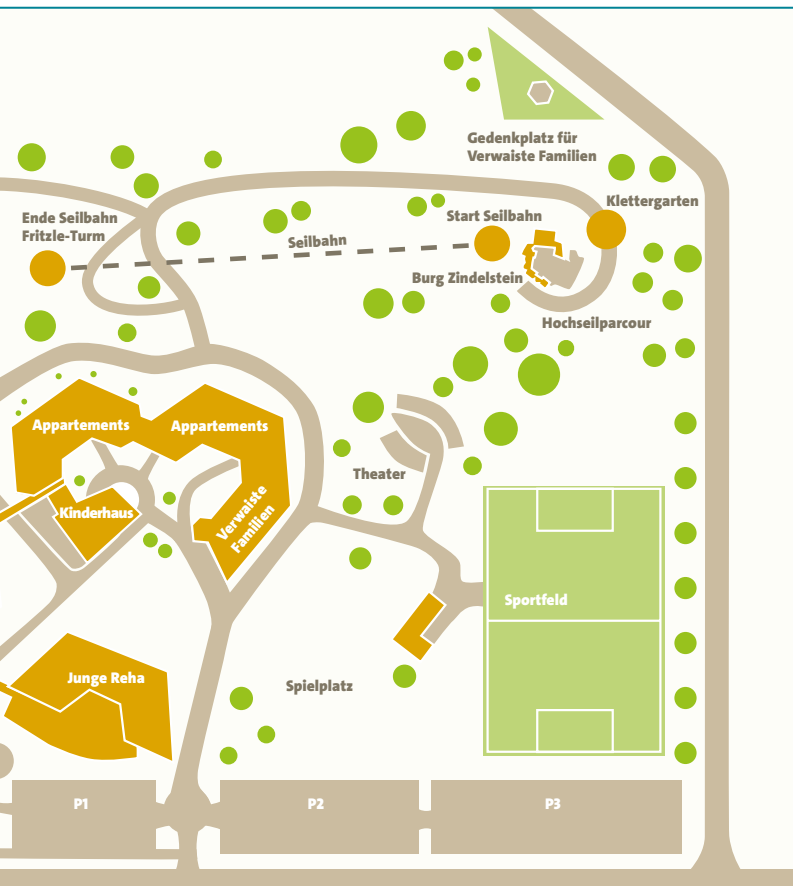 Gedenkplatz für
Verwaiste Familien
Klettergarten
Ende Seilbahn
Fritzle-Turm
Start Seilbahn
Seilbahn
Burg Zindelstein
Hochseilparcour
Appartements
Appartements
Theater
Kinderhaus
Verwaiste
Familien
Sportfeld
Junge Reha
Spielplatz
P1
P2
P3